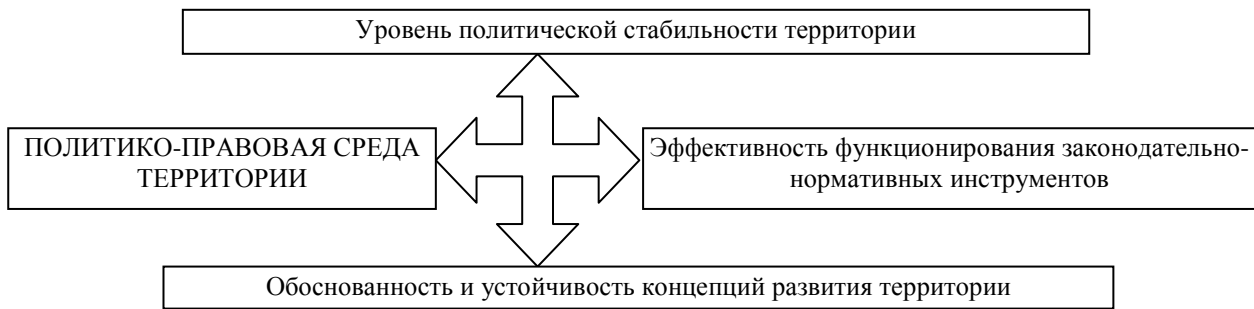 Уровень политической стабильности территории
ПОЛИТИКО-ПРАВОВАЯ СРЕДА
ТЕРРИТОРИИ
Эффективность функционирования законодательно-
нормативных инструментов
Обоснованность и устойчивость концепций развития территории